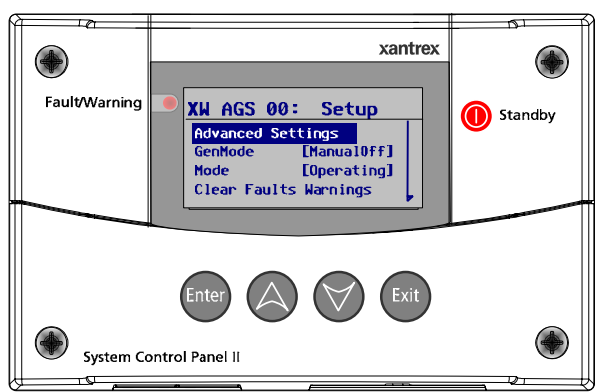 xantrex
Fault/Warning
XW AGS 00: Setup
Advanced Settings
GenMode [ManualOff]
Mode [Operating]
Clear Faults Warnings
Standby
Enter
Exit
System Control Panel II